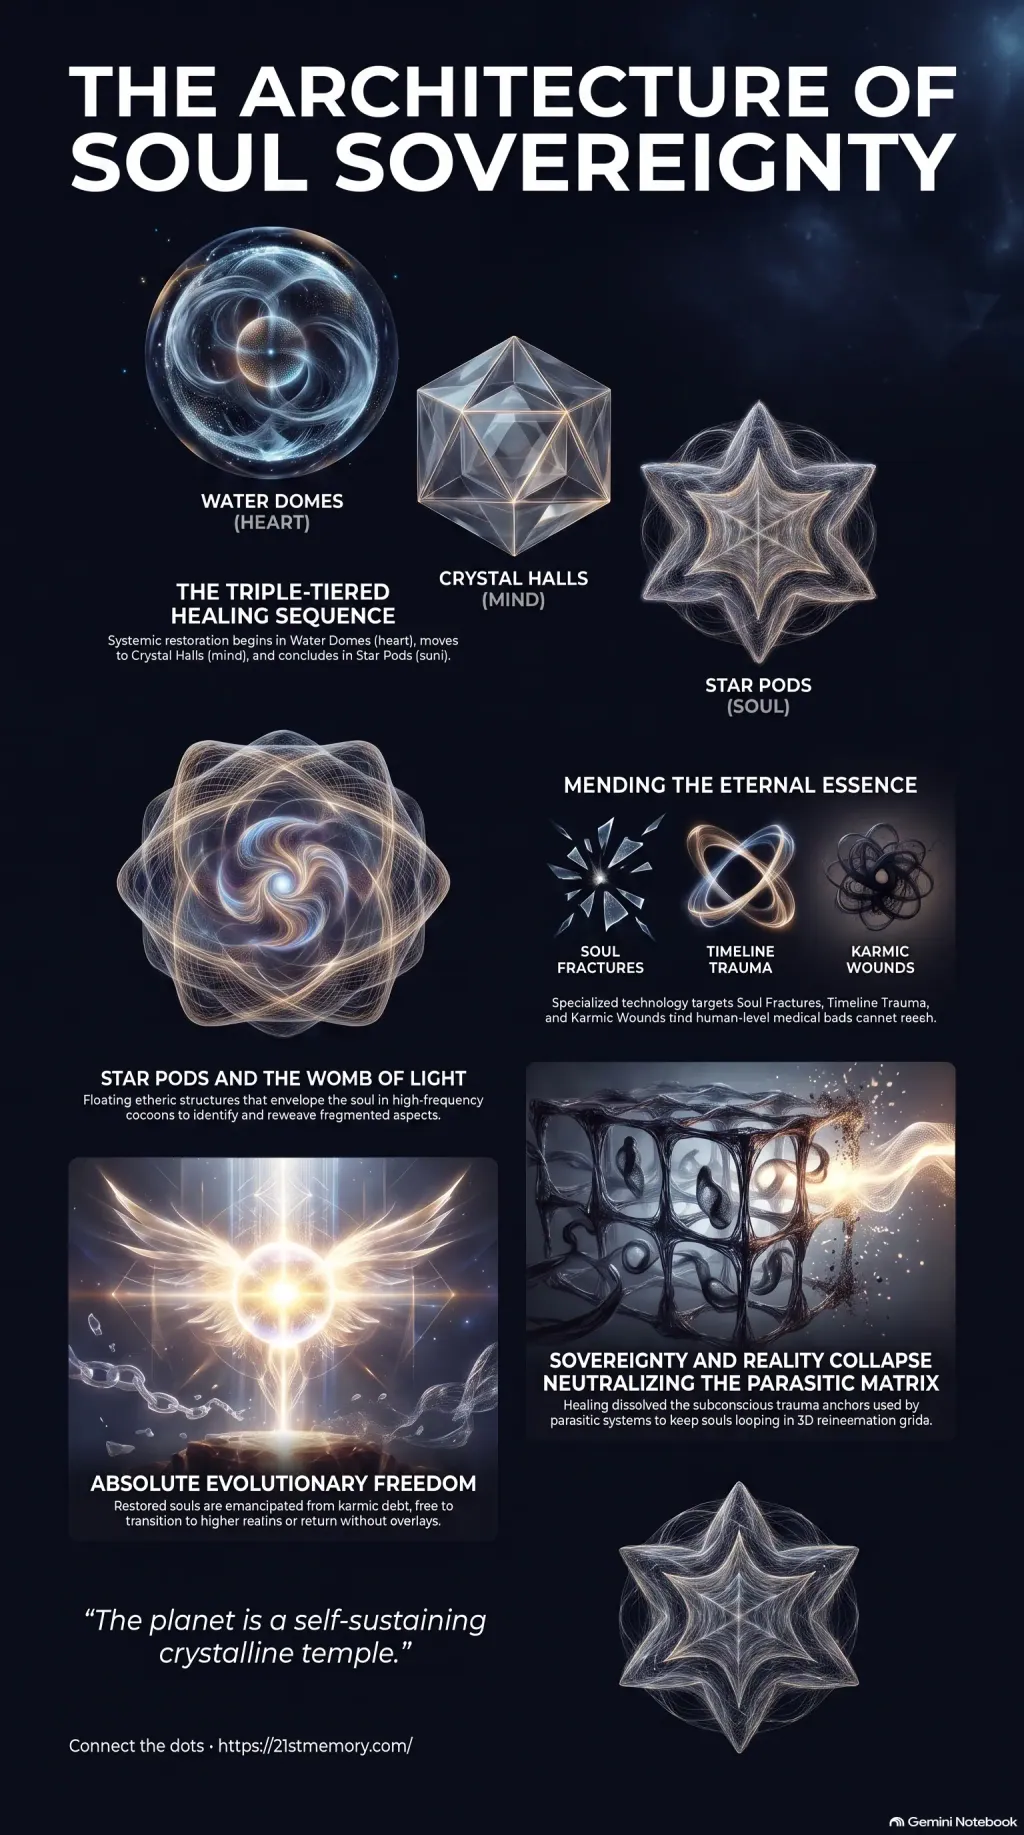 THE ARCHITECTURE OF
SOUL SOVEREIGNTY
WATER DOMES
(HEART)
CRYSTAL HALLS
(MIND)
STAR PODS
(SOUL)
THE TRIPLE-TIERED
HEALING SEQUENCE
Systemic restoration begins in Water Domes (heart), moves
to Crystal Halls (mind), and concludes in Star Pods (suni).
MENDING THE ETERNAL ESSENCE
SOUL
FRACTURES
TIMELINE
TRAUMA
KARMIC
WOUNDS
Specialized technology targets Soul Fractures, Timeline Trauma,
and Karmic Wounds tind human-level medical bads cannet reesh.
STAR PODS AND THE WOMB OF LIGHT
Floating etheric structures that envelope the soul in high-frequency
cocoons to identify and reweave fragmented aspects.
SOVEREIGNTY AND REALITY COLLAPSE
NEUTRALIZING THE PARASITIC MATRIX
Healing dissolved the subconscious trauma anchors used by
parasitic systems to keep souls looping in 3D reineemation grida.
ABSOLUTE EVOLUTIONARY FREEDOM
Restored souls are emancipated from karmic debt, free to
transition to higher or return without overlays.
“The planet is a self-sustaining
crystalline temple.”
Connect the dots • https://21stmemory.com/
Gemini Notebook